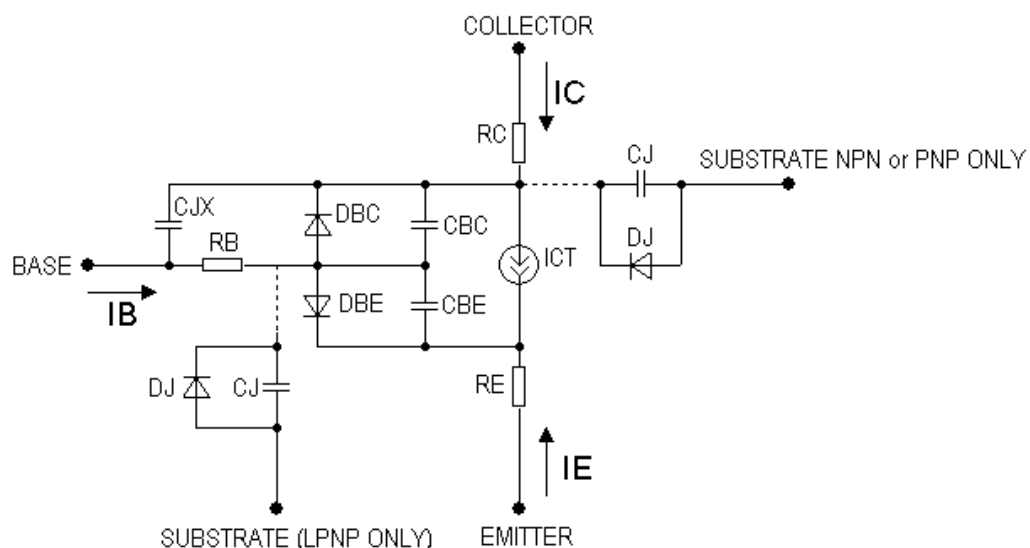 COLLECTOR
IC
RC
CJ
SUBSTRATE NPN or PNP ONLY
CJX
DBC
CBC
RB
DJ
ICT
BASE
IB
DBE
CBE
DJ
CJ
RE
IE
SUBSTRATE (LPNP ONLY)
EMITTER